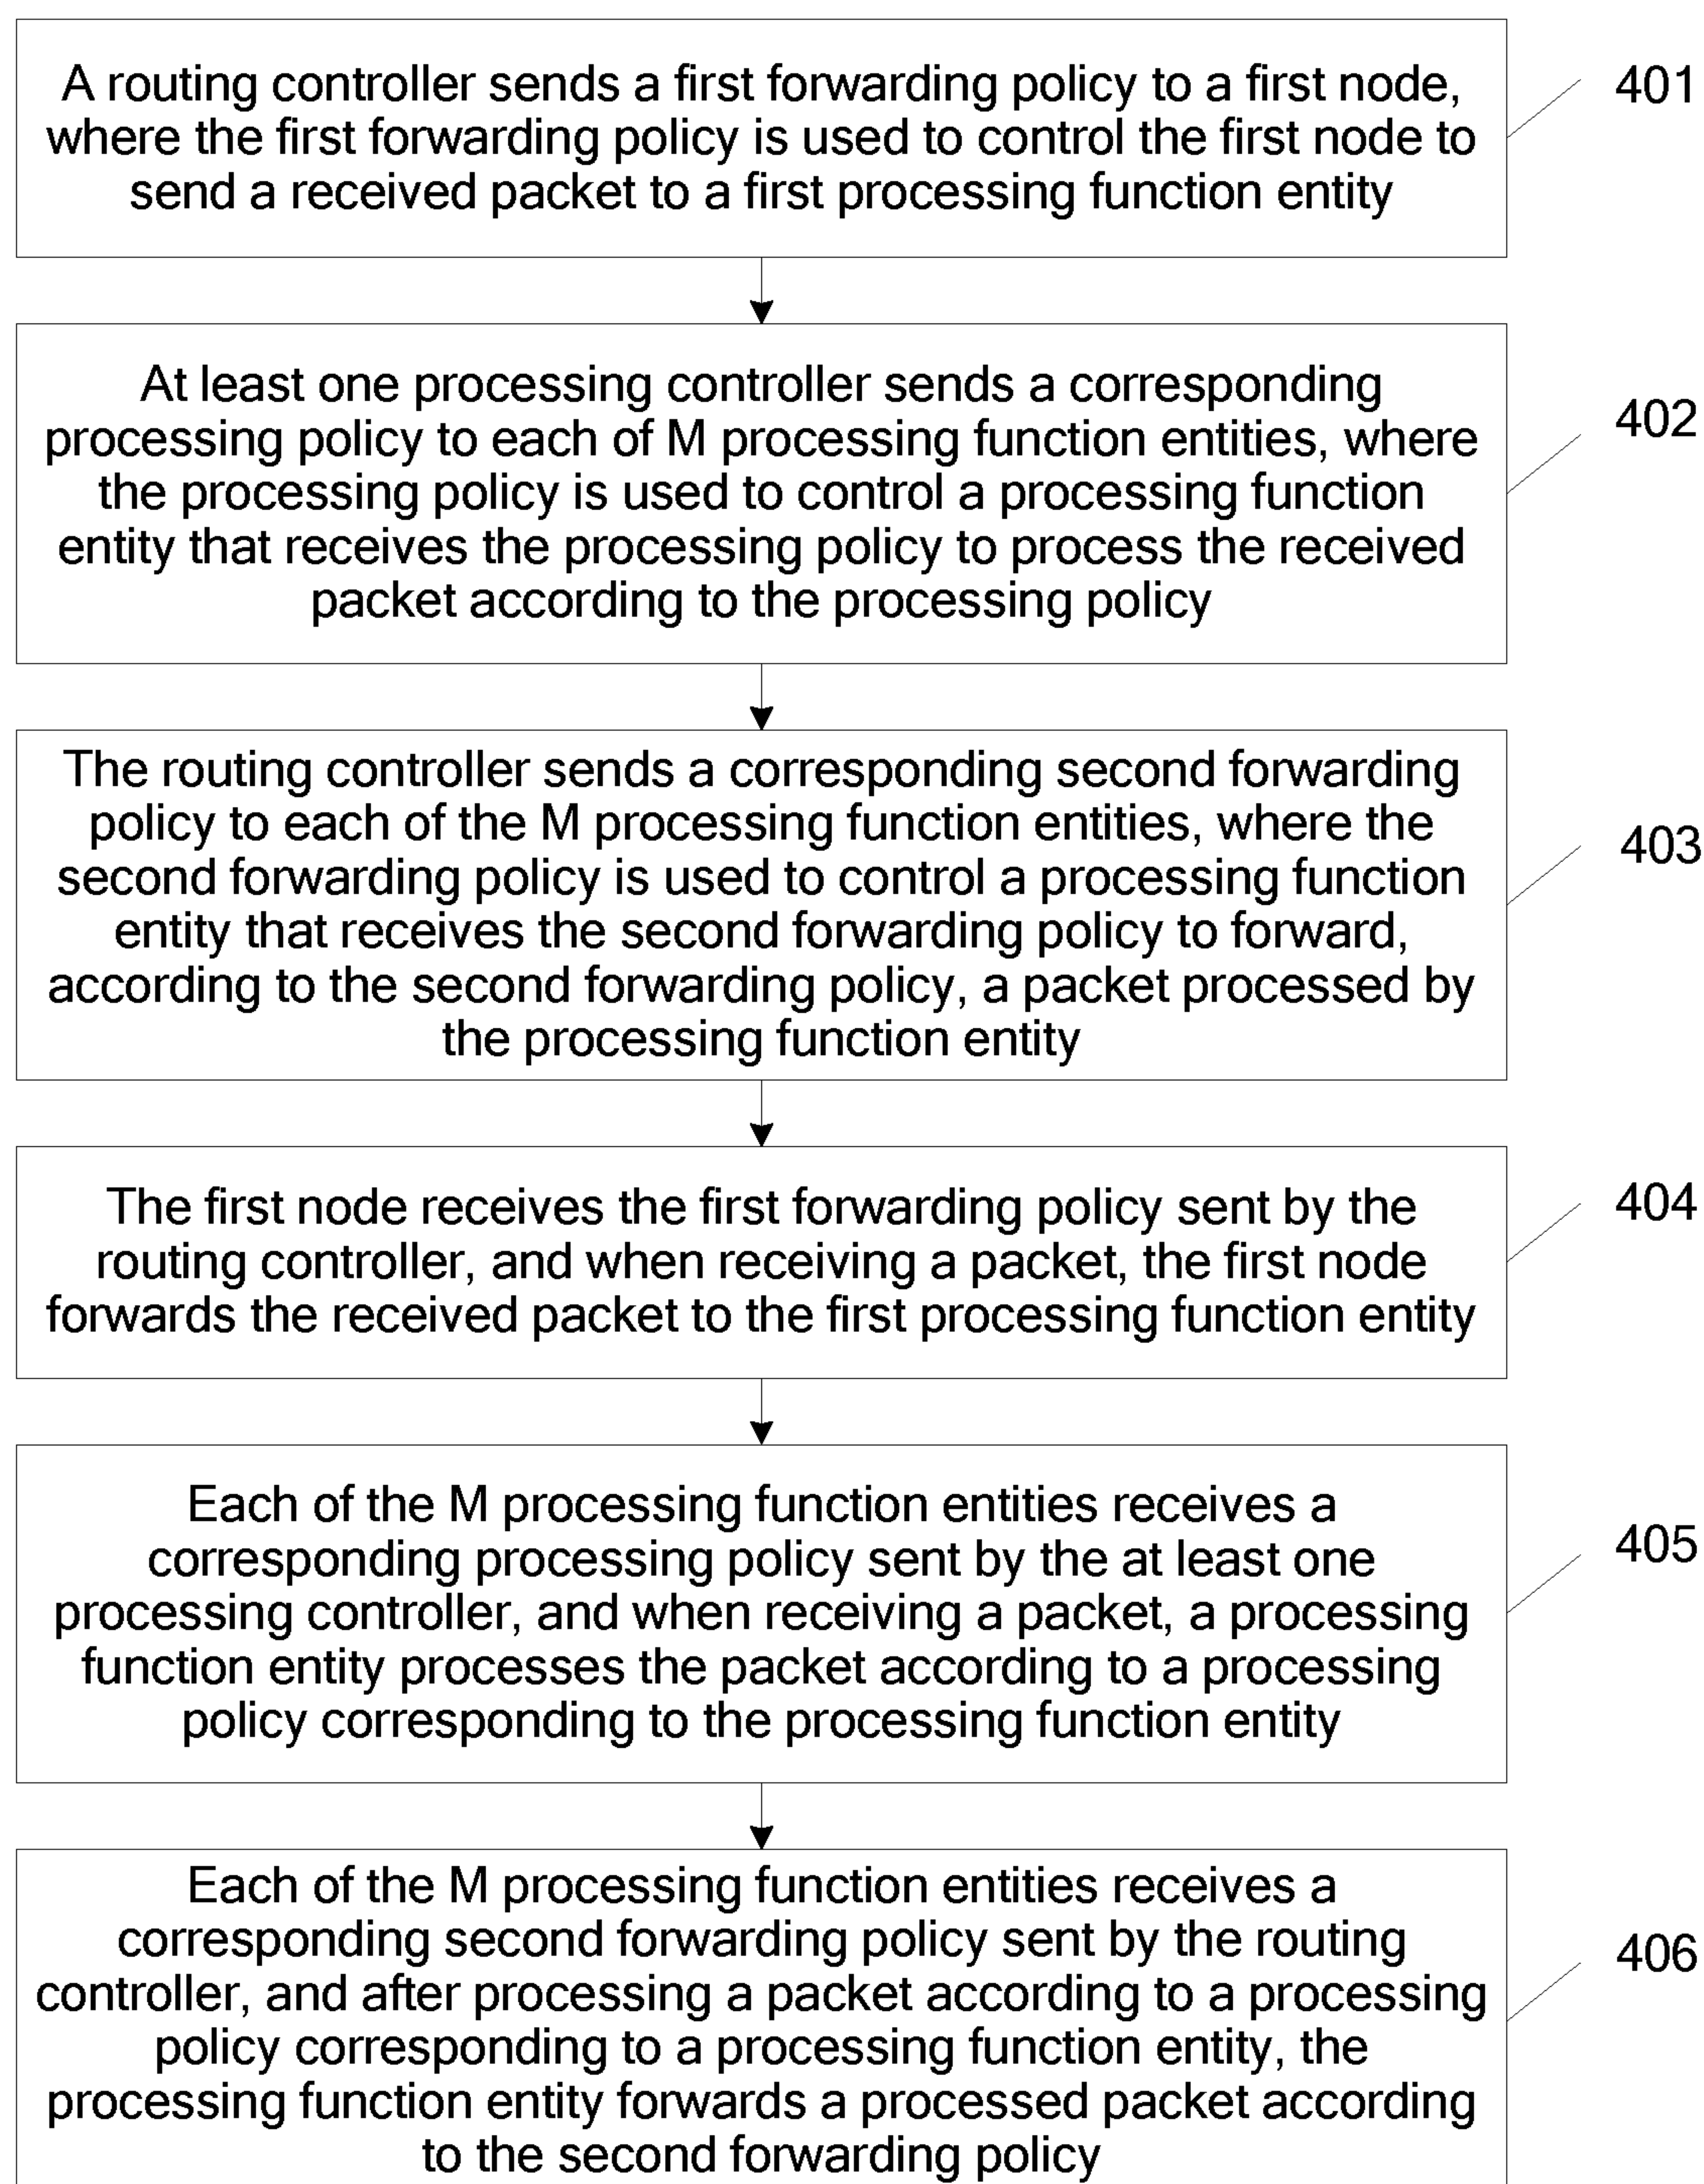 A routing controller sends a first forwarding policy to a first node,
where the first forwarding policy is used to control the first node to
send a received packet to a first processing function entity
401
At least one processing controller sends a corresponding
processing policy to each of M processing function entities, where
the processing policy is used to control a processing function
entity that receives the processing policy to process the received
packet according to the processing policy
402
The routing controller sends a corresponding second forwarding
policy to each of the M processing function entities, where the
second forwarding policy is used to control a processing function
entity that receives the second forwarding policy to forward,
according to the second forwarding policy, a packet processed by
the processing function entity
403
The first node receives the first forwarding policy sent by the
routing controller, and when receiving a packet, the first node
forwards the received packet to the first processing function entity
404
Each of the M processing function entities receives a
corresponding processing policy sent by the at least one
processing controller, and when receiving a packet, a processing
function entity processes the packet according to a processing
policy corresponding to the processing function entity
405
Each of the M processing function entities receives a
corresponding second forwarding policy sent by the routing
controller, and after processing a packet according to a processing
policy corresponding to a processing function entity, the
processing function entity forwards a processed packet according
to the second forwarding policy
406